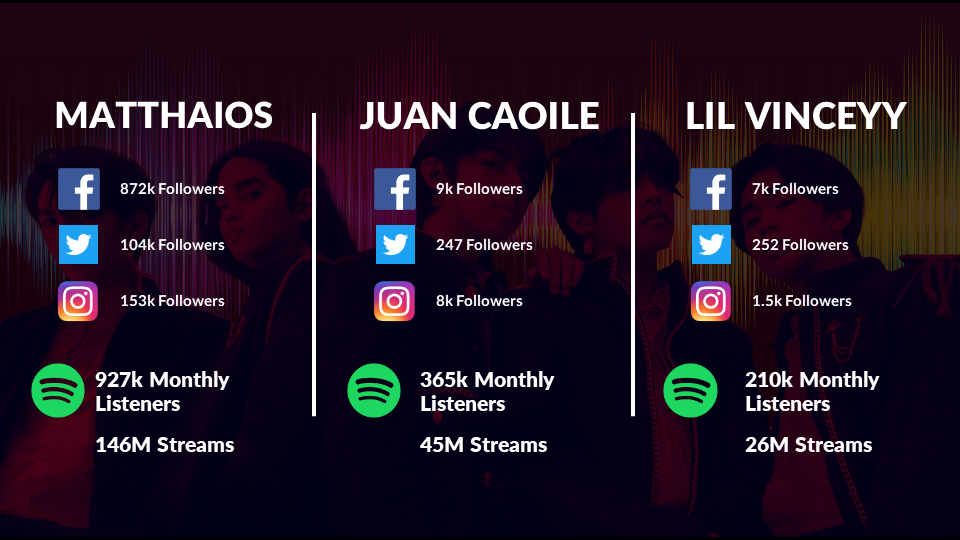 MATTHAIOS
872k Followers
104k Followers
153k Followers
927k Monthly
Listeners
146M Streams
JUAN CAOILE
9k Followers
247 Followers
8k Followers
365k Monthly
Listeners
45M Streams
LIL VINCEYY
7k Followers
252 Followers
1.5k Followers
210k Monthly
Listeners
26M Streams